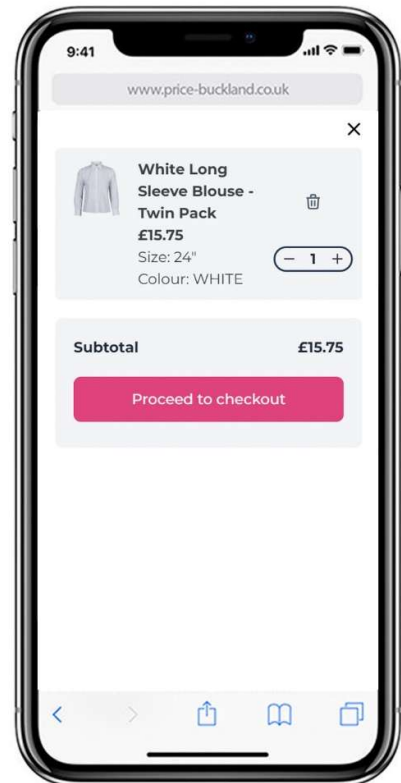 9:41
www.price-buckland.co.uk
White Long
Sleeve Blouse -
Twin Pack
£15.75
Size: 24"
Colour: WHITE
− 1 +
Subtotal £15.75
Proceed to checkout